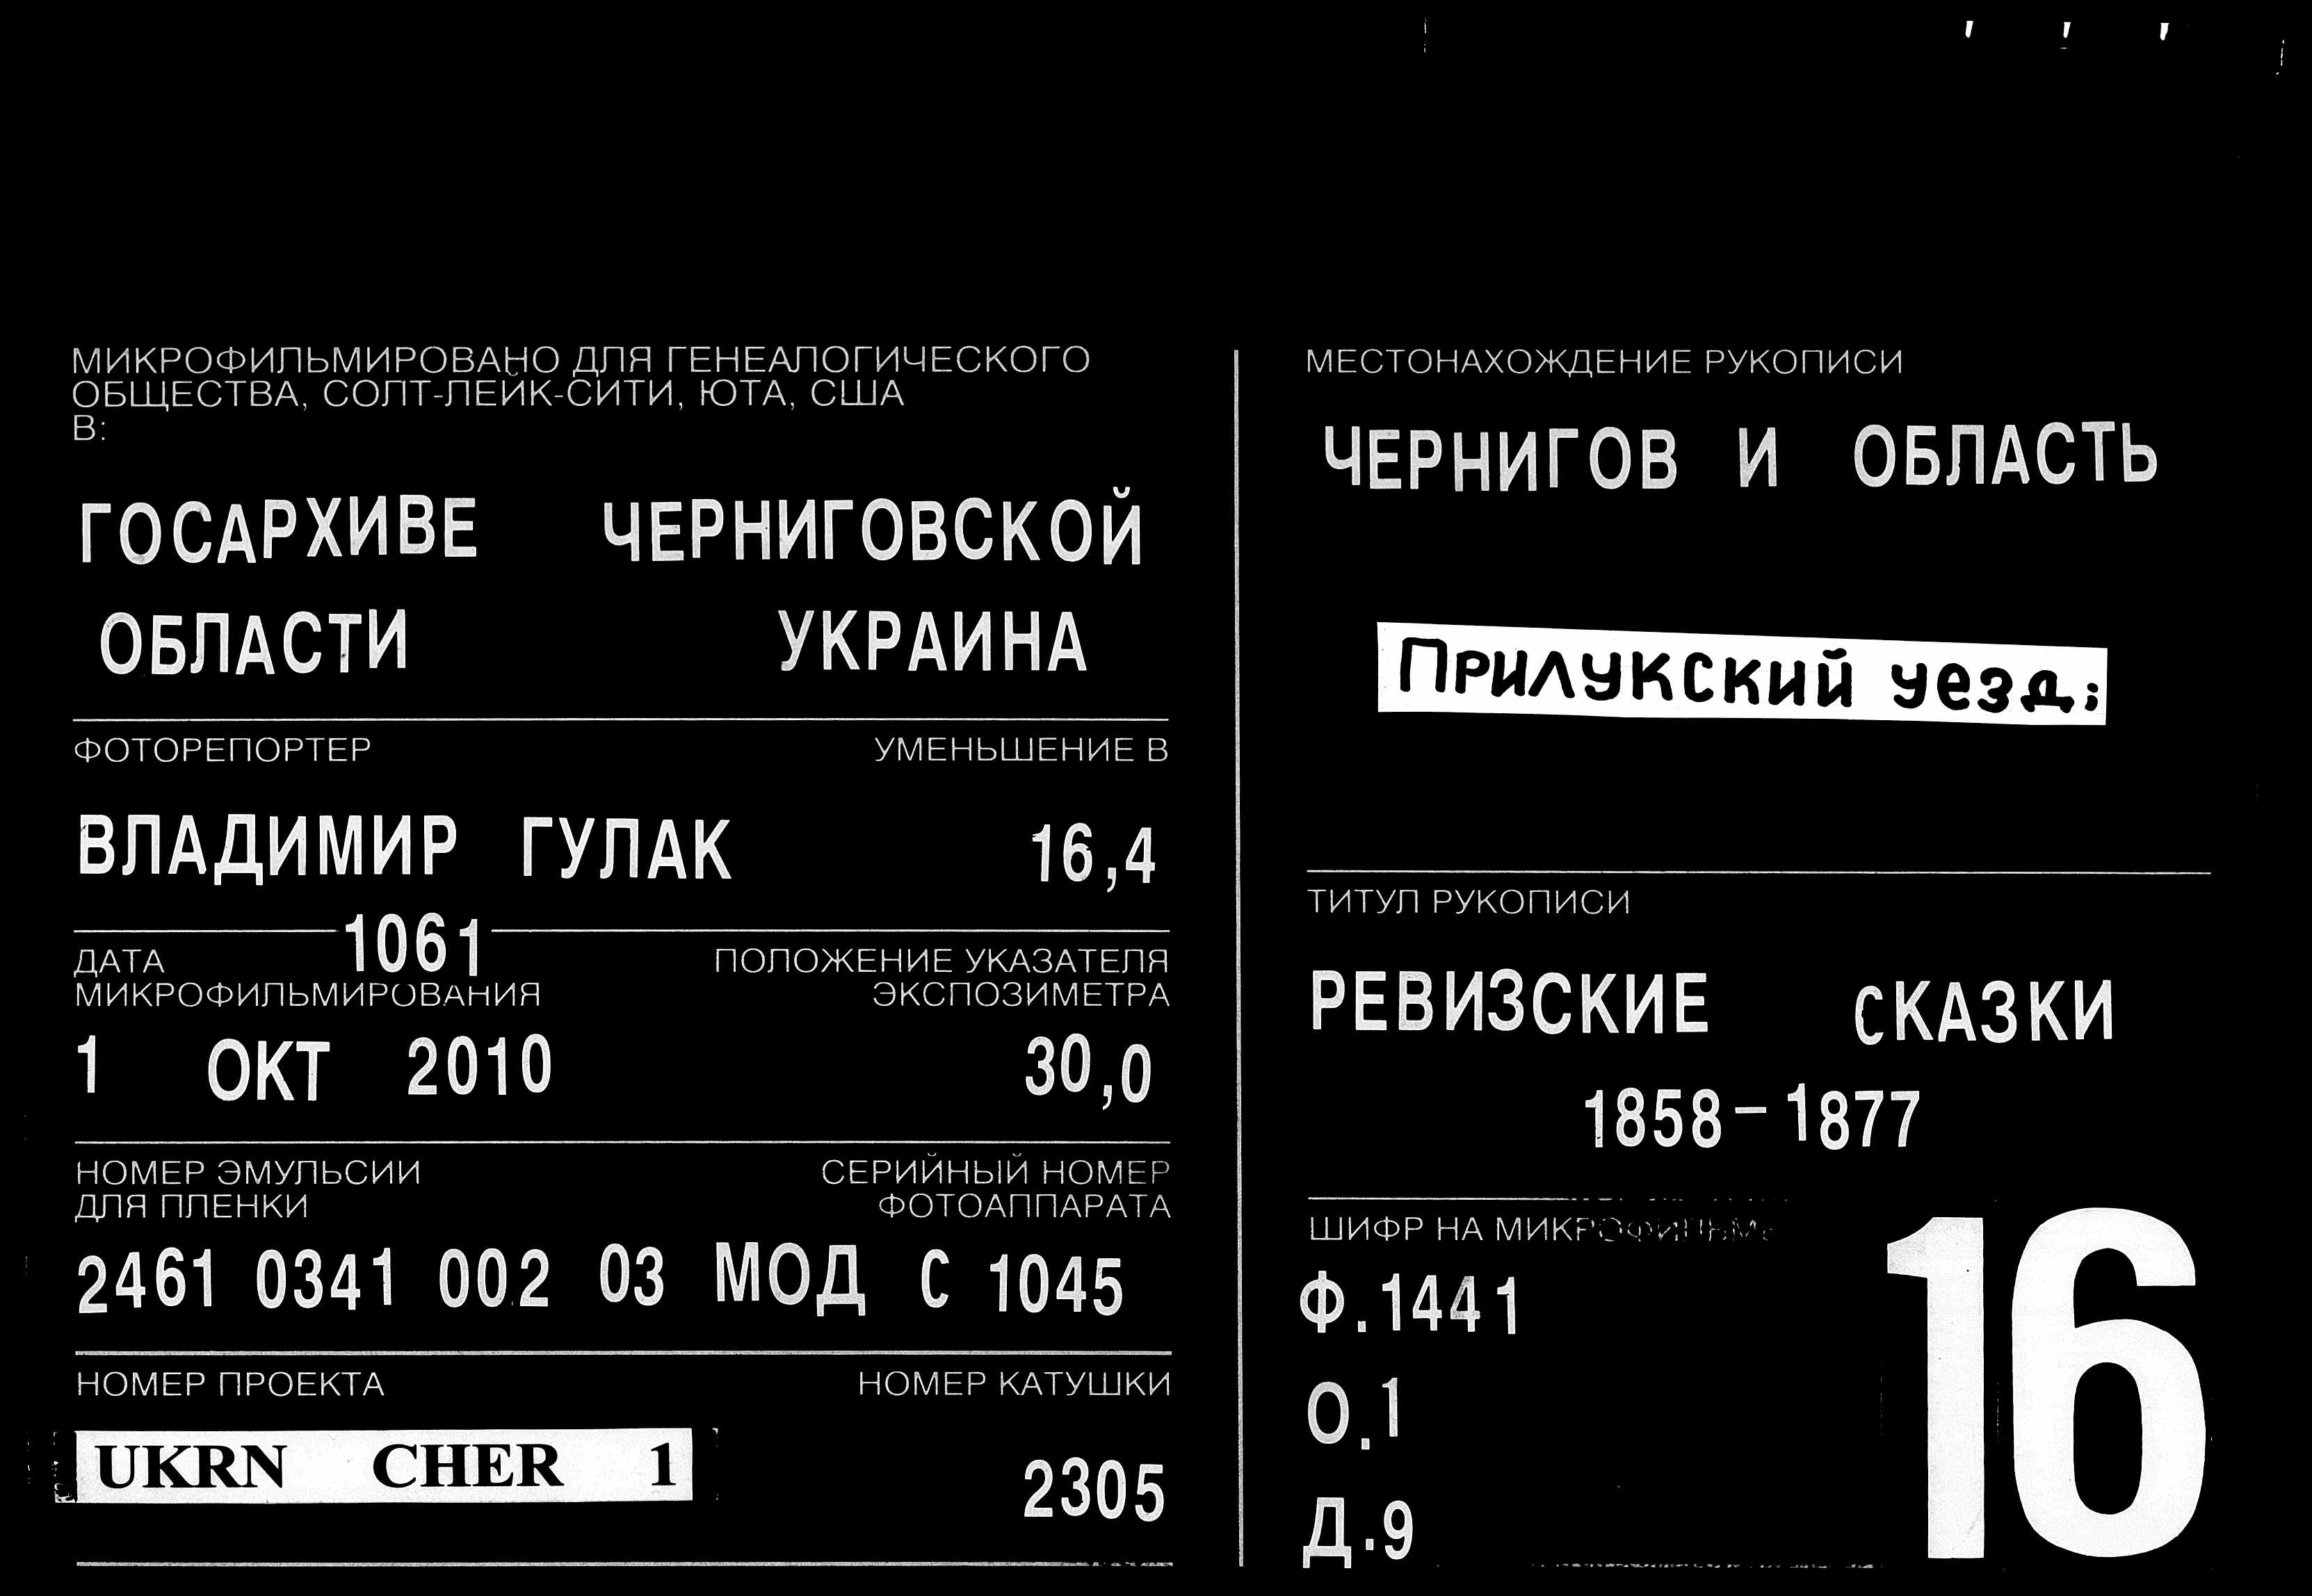 МИКРОФИЛЬМИРОВАНО ДЛЯ ГЕНЕАЛОГИЧЕСКОГО
ОБЩЕСТВА, СОЛТ-ЛЕЙК-СИТИ, ЮТА, США
В:
ГОСАРХИВЕ ЧЕРНИГОВСКОЙ
ОБЛАСТИ УКРАИНА
ФОТОРЕПОРТЕР УМЕНЬШЕНИЕ В
ВЛАДИМИР ГУЛАК 16,4
1061
ДАТА ПОЛОЖЕНИЕ УКАЗАТЕЛЯ
МИКРОФИЛЬМИРОВАНИЯ ЭКСПОЗИМЕТРА
1 ОКТ 2010 30,0
НОМЕР ЭМУЛЬСИИ СЕРИЙНЫЙ НОМЕР
ДЛЯ ПЛЕНКИ ФОТОАППАРАТА
2461 0341 002 03 МОД С 1045
НОМЕР ПРОЕКТА НОМЕР КАТУШКИ
UKRN CHER 1 2305
МЕСТОНАХОЖДЕНИЕ РУКОПИСИ
ЧЕРНИГОВ И ОБЛАСТЬ
Прилукский уезд;
ТИТУЛ РУКОПИСИ
РЕВИЗСКИЕ СКАЗКИ
1858-1877
ШИФР НА МИКРОФИЛЬМЕ
Ф.1441
О.1
Д.9
16